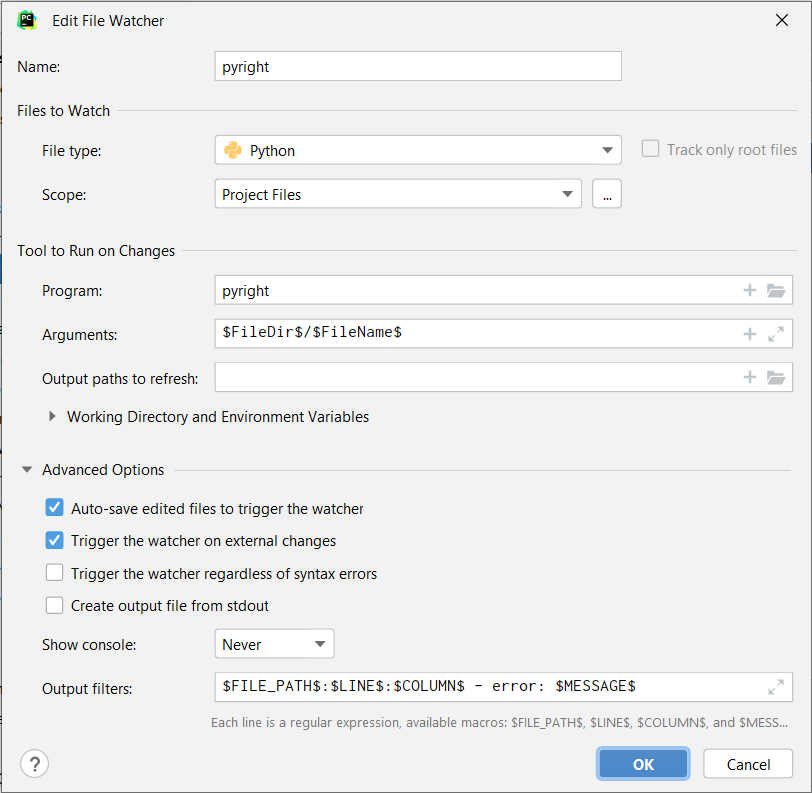 PC
Edit File Watcher
Name:
pyright
Files to Watch
File type:
Python
Track only root files
Scope:
Project Files
...
Tool to Run on Changes
Program:
pyright
Arguments:
$FileDir$/$FileName$
Output paths to refresh:
Working Directory and Environment Variables
Advanced Options
Auto-save edited files to trigger the watcher
Trigger the watcher on external changes
Trigger the watcher regardless of syntax errors
Create output file from stdout
Show console:
Never
Output filters:
$FILE_PATH$:$LINE$:$COLUMN$ - error: $MESSAGE$
Each line is a regular expression, available macros: $FILE_PATH$, $LINE$, $COLUMN$, and $MESS...
?
OK
Cancel